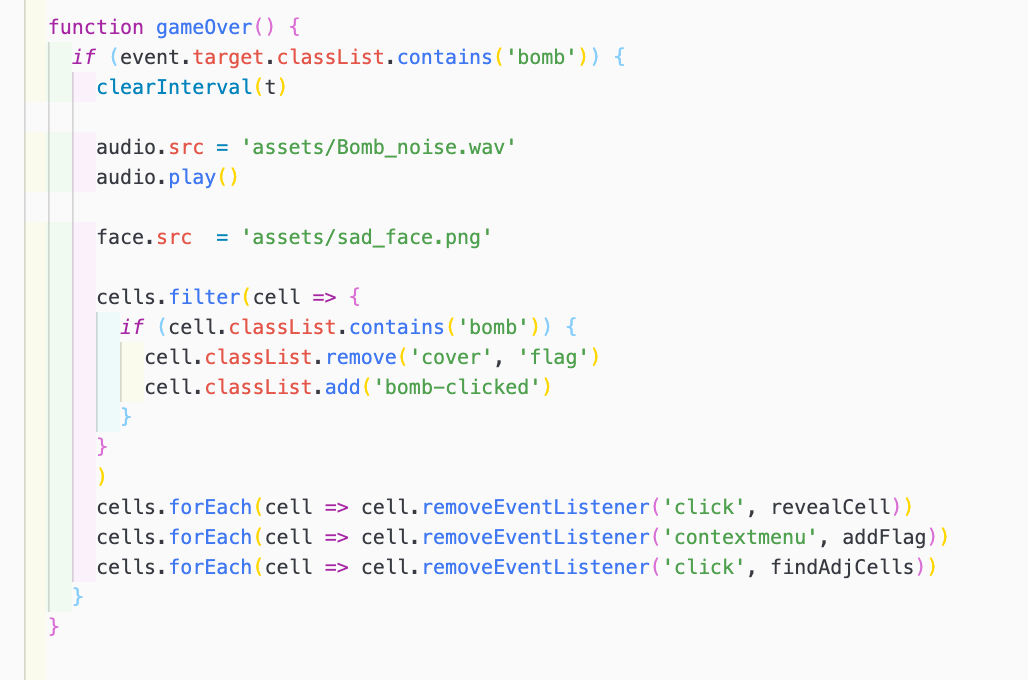 function gameOver() {
  if (event.target.classList.contains('bomb')) {
    clearInterval(t)

    audio.src = 'assets/Bomb_noise.wav'
    audio.play()

    face.src  = 'assets/sad_face.png'

    cells.filter(cell => {
      if (cell.classList.contains('bomb')) {
        cell.classList.remove('cover', 'flag')
        cell.classList.add('bomb-clicked')
      }
    }
    )
    cells.forEach(cell => cell.removeEventListener('click', revealCell))
    cells.forEach(cell => cell.removeEventListener('contextmenu', addFlag))
    cells.forEach(cell => cell.removeEventListener('click', findAdjCells))
  }
}